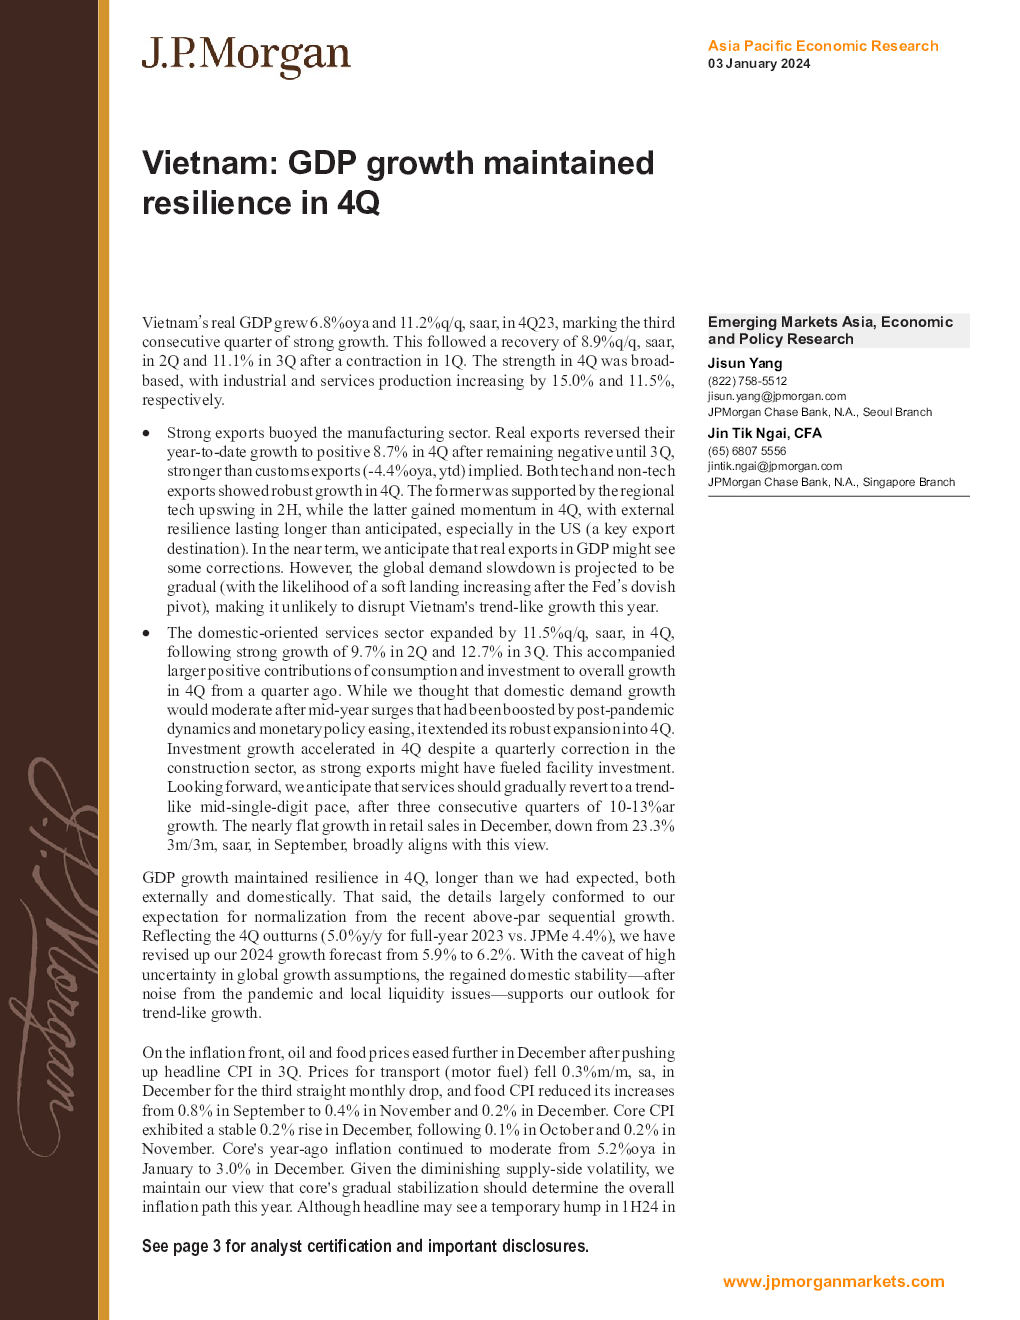 J.P.Morgan
Asia Pacific Economic Research
03 January 2024
Vietnam: GDP growth maintained
resilience in 4Q
Vietnam's real GDP grew 6.8%oya and 11.2%q/q, saar, in 4Q23, marking the third
consecutive quarter of strong growth. This followed a recovery of 8.9%q/q, saar,
in 2Q and 11.1% in 3Q after a contraction in 1Q. The strength in 4Q was broad-
based, with industrial and services production increasing by 15.0% and 11.5%,
respectively.
• Strong exports buoyed the manufacturing sector. Real exports reversed their
year-to-date growth to positive 8.7% in 4Q after remaining negative until 3Q,
stronger than customs exports (-4.4%oya, ytd) implied. Both tech and non-tech
exports showed robust growth in 4Q. The former was supported by the regional
tech upswing in 2H, while the latter gained momentum in 4Q, with external
resilience lasting longer than anticipated, especially in the US (a key export
destination). In the near term, we anticipate that real exports in GDP might see
some corrections. However, the global demand slowdown is projected to be
gradual (with the likelihood of a soft landing increasing after the Fed's dovish
pivot), making it unlikely to disrupt Vietnam's trend-like growth this year.
• The domestic-oriented services sector expanded by 11.5%q/q, saar, in 4Q,
following strong growth of 9.7% in 2Q and 12.7% in 3Q. This accompanied
larger positive contributions of consumption and investment to overall growth
in 4Q from a quarter ago. While we thought that domestic demand growth
would moderate after mid-year surges that had been boosted by post-pandemic
dynamics and monetary policy easing, it extended its robust expansion into 4Q.
Investment growth accelerated in 4Q despite a quarterly correction in the
construction sector, as strong exports might have fueled facility investment.
Looking forward, we anticipate that services should gradually revert to a trend-
like mid-single-digit pace, after three consecutive quarters of 10-13%ar
growth. The nearly flat growth in retail sales in December, down from 23.3%
3m/3m, saar, in September, broadly aligns with this view.
GDP growth maintained resilience in 4Q, longer than we had expected, both
externally and domestically. That said, the details largely conformed to our
expectation for normalization from the recent above-par sequential growth.
Reflecting the 4Q outturns (5.0%y/y for full-year 2023 vs. JPMe 4.4%), we have
revised up our 2024 growth forecast from 5.9% to 6.2%. With the caveat of high
uncertainty in global growth assumptions, the regained domestic stability—after
noise from the pandemic and local liquidity issues—supports our outlook for
trend-like growth.
On the inflation front, oil and food prices eased further in December after pushing
up headline CPI in 3Q. Prices for transport (motor fuel) fell 0.3%m/m, sa, in
December for the third straight monthly drop, and food CPI reduced its increases
from 0.8% in September to 0.4% in November and 0.2% in December. Core CPI
exhibited a stable 0.2% rise in December, following 0.1% in October and 0.2% in
November. Core's year-ago inflation continued to moderate from 5.2%oya in
January to 3.0% in December. Given the diminishing supply-side volatility, we
maintain our view that core's gradual stabilization should determine the overall
inflation path this year. Although headline may see a temporary hump in 1H24 in
Emerging Markets Asia, Economic
and Policy Research
Jisun Yang
(822) 758-5512
jisun.yang@jpmorgan.com
JPMorgan Chase Bank, N.A., Seoul Branch
Jin Tik Ngai, CFA
(65) 6807 5556
jintik.ngai@jpmorgan.com
JPMorgan Chase Bank, N.A., Singapore Branch
J.P.Morgan
See page 3 for analyst certification and important disclosures.
www.jpmorganmarkets.com